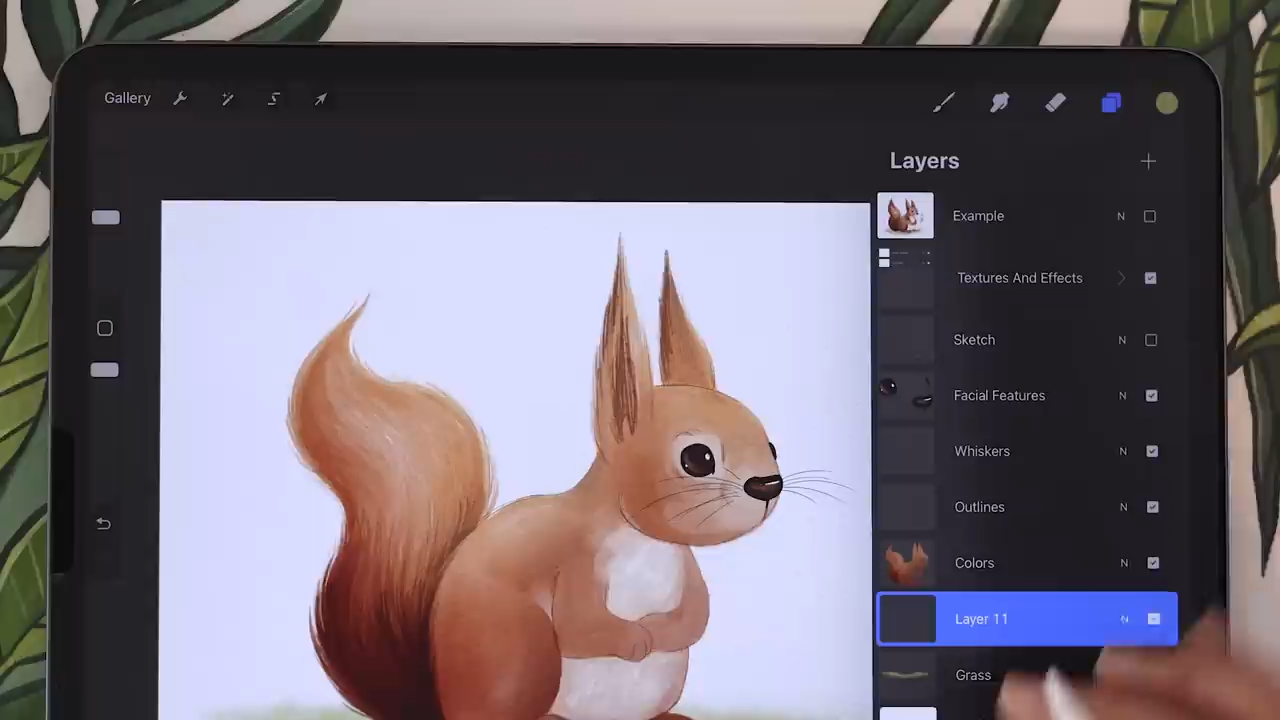 Gallery
Layers
Example N
Textures And Effects
Sketch N
Facial Features N
Whiskers N
Outlines N
Colors N
Layer 11 N
Grass